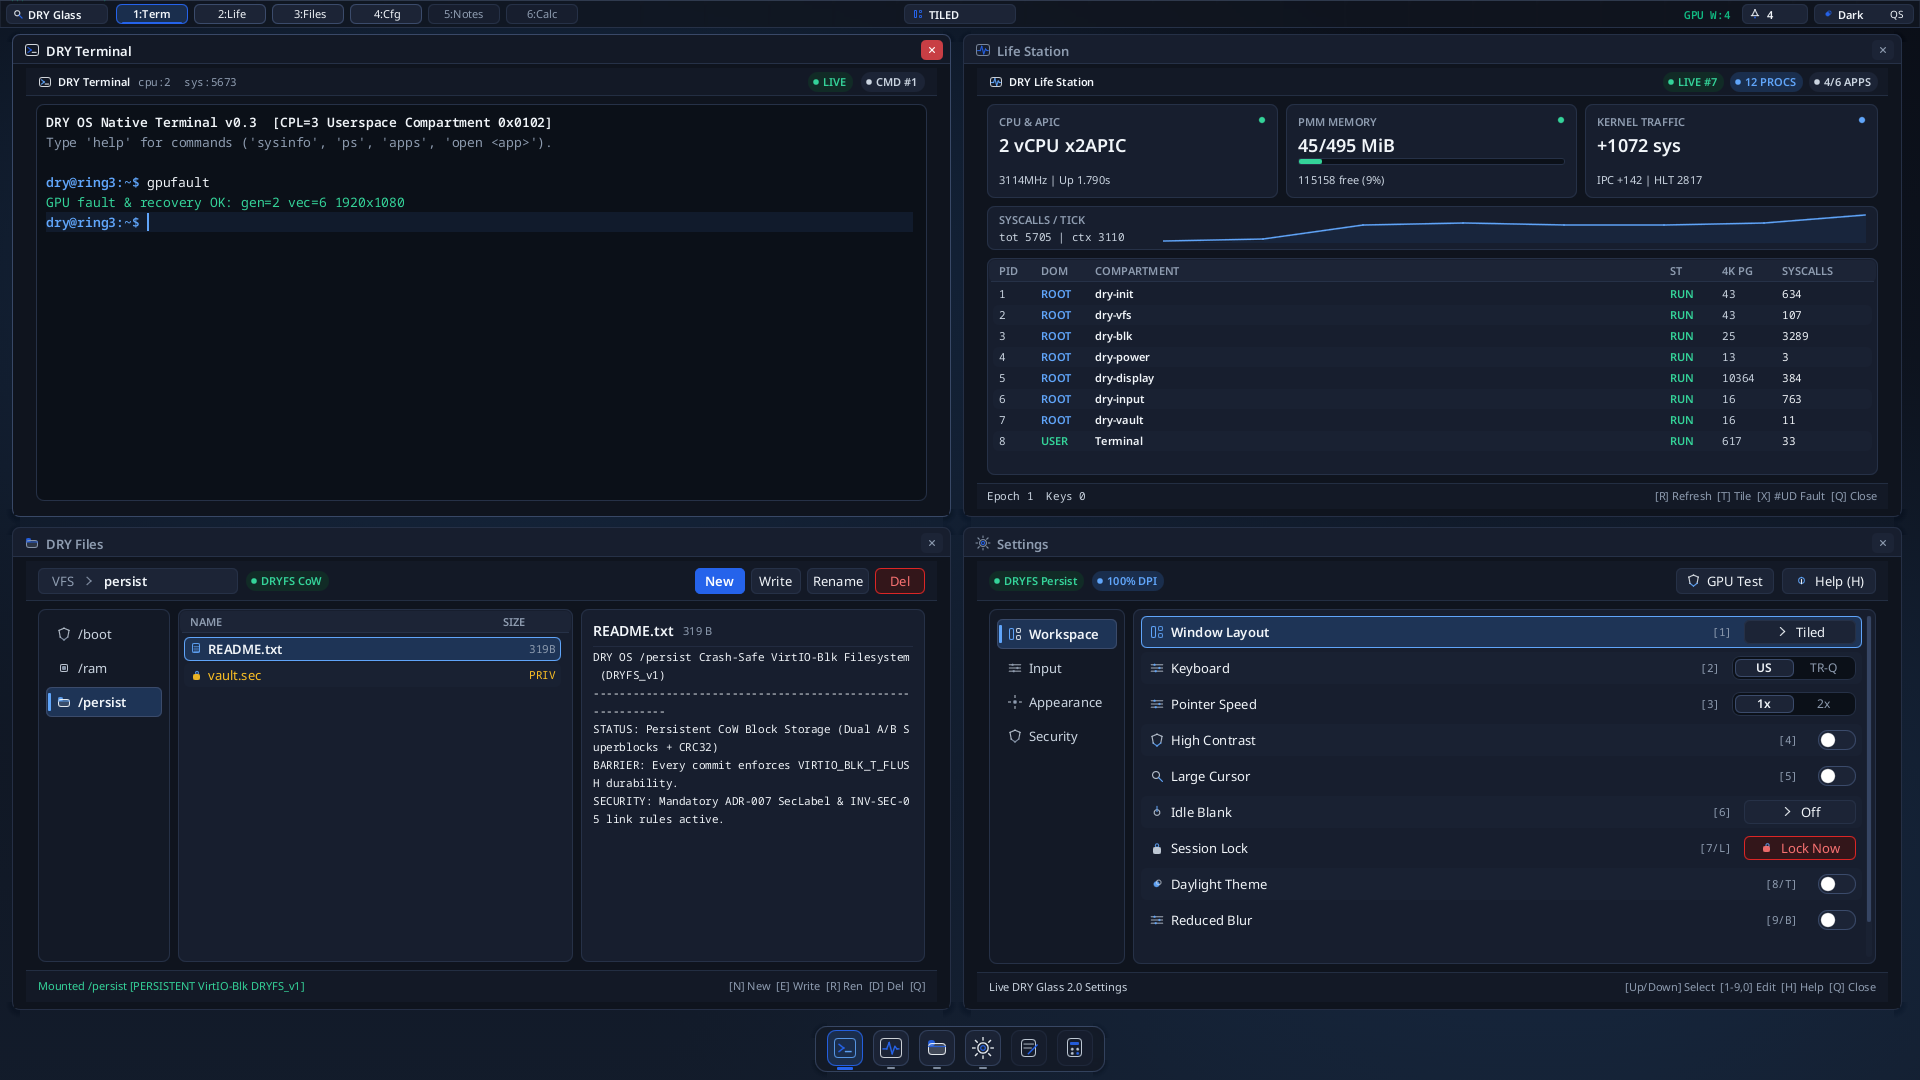 DRY Glass 1:Term 2:Life 3:Files 4:Cfg 5:Notes 6:Calc TILED GPU W:4 4 Dark QS
DRY Terminal
DRY Terminal cpu:2 sys:5673 LIVE CMD #1
DRY OS Native Terminal v0.3 [CPL=3 Userspace Compartment 0x0102]
Type 'help' for commands ('sysinfo', 'ps', 'apps', 'open <app>').
dry@ring3:~$ gpufault
GPU fault & recovery OK: gen=2 vec=6 1920x1080
dry@ring3:~$
Life Station
DRY Life Station LIVE #7 12 PROCS 4/6 APPS
CPU & APIC
2 vCPU x2APIC
3114MHz | Up 1.790s
PMM MEMORY
45/495 MiB
115158 free (9%)
KERNEL TRAFFIC
+1072 sys
IPC +142 | HLT 2817
SYSCALLS / TICK
tot 5705 | ctx 3110
PID DOM COMPARTMENT ST 4K PG SYSCALLS
1 ROOT dry-init RUN 43 634
2 ROOT dry-vfs RUN 43 107
3 ROOT dry-blk RUN 25 3289
4 ROOT dry-power RUN 13 3
5 ROOT dry-display RUN 10364 384
6 ROOT dry-input RUN 16 763
7 ROOT dry-vault RUN 16 11
8 USER Terminal RUN 617 33
Epoch 1 Keys 0 [R] Refresh [T] Tile [X] #UD Fault [Q] Close
DRY Files
VFS > persist DRYFS CoW New Write Rename Del
/boot
/ram
/persist
NAME SIZE
README.txt 319B
vault.sec PRIV
README.txt 319 B
DRY OS /persist Crash-Safe VirtIO-Blk Filesystem
(DRYFS_v1)
------------------------------------------------
-----------
STATUS: Persistent CoW Block Storage (Dual A/B S
uperblocks + CRC32)
BARRIER: Every commit enforces VIRTIO_BLK_T_FLUS
H durability.
SECURITY: Mandatory ADR-007 SecLabel & INV-SEC-0
5 link rules active.
Mounted /persist [PERSISTENT VirtIO-Blk DRYFS_v1] [N] New [E] Write [R] Ren [D] Del [Q]
Settings
DRYFS Persist 100% DPI GPU Test Help (H)
Workspace
Input
Appearance
Security
Window Layout [1] > Tiled
Keyboard [2] US TR-Q
Pointer Speed [3] 1x 2x
High Contrast [4]
Large Cursor [5]
Idle Blank [6] > Off
Session Lock [7/L] Lock Now
Daylight Theme [8/T]
Reduced Blur [9/B]
Live DRY Glass 2.0 Settings [Up/Down] Select [1-9,0] Edit [H] Help [Q] Close